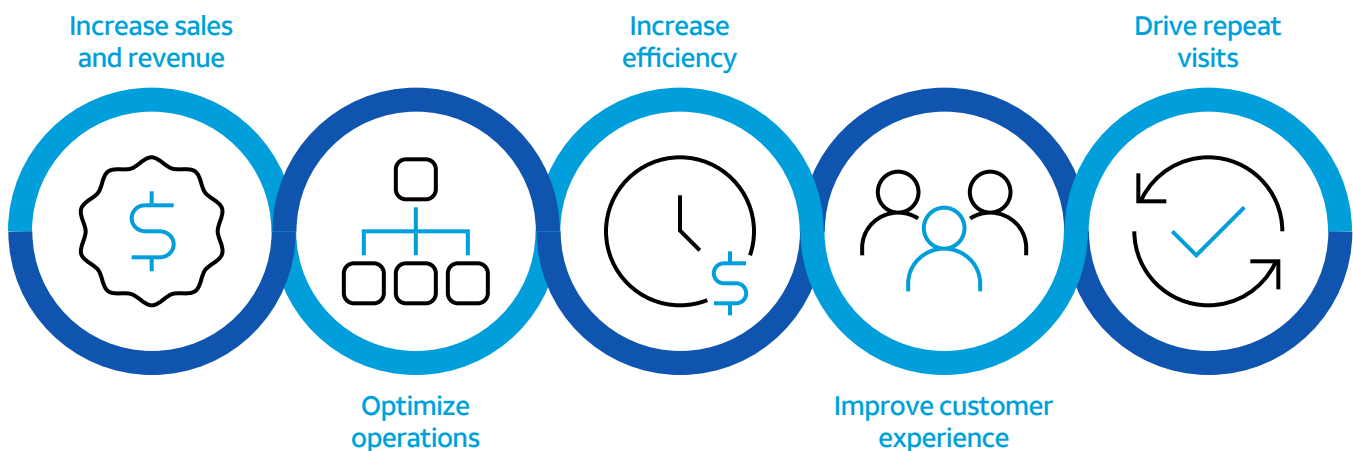 Increase sales
and revenue
Optimize
operations
Increase
efficiency
Improve customer
experience
Drive repeat
visits